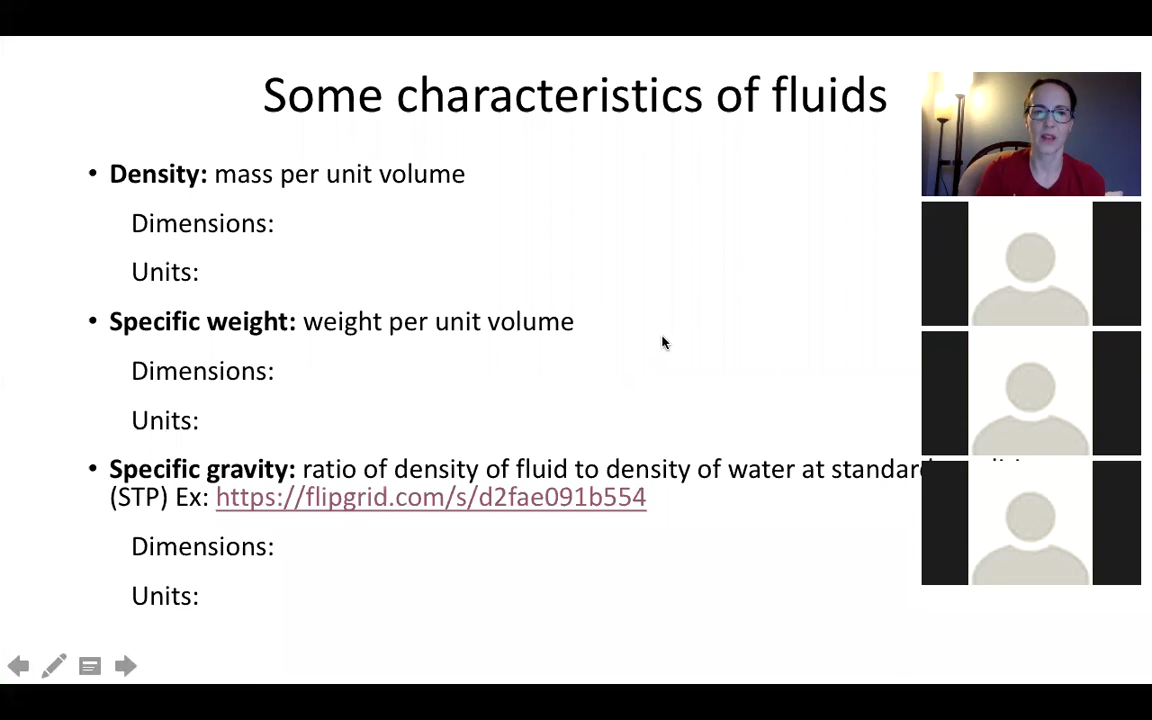 Some characteristics of fluids
• Density: mass per unit volume
Dimensions:
Units:
• Specific weight: weight per unit volume
Dimensions:
Units:
• Specific gravity: ratio of density of fluid to density of water at standard
(STP) Ex: https://flipgrid.com/s/d2fae091b554
Dimensions:
Units: